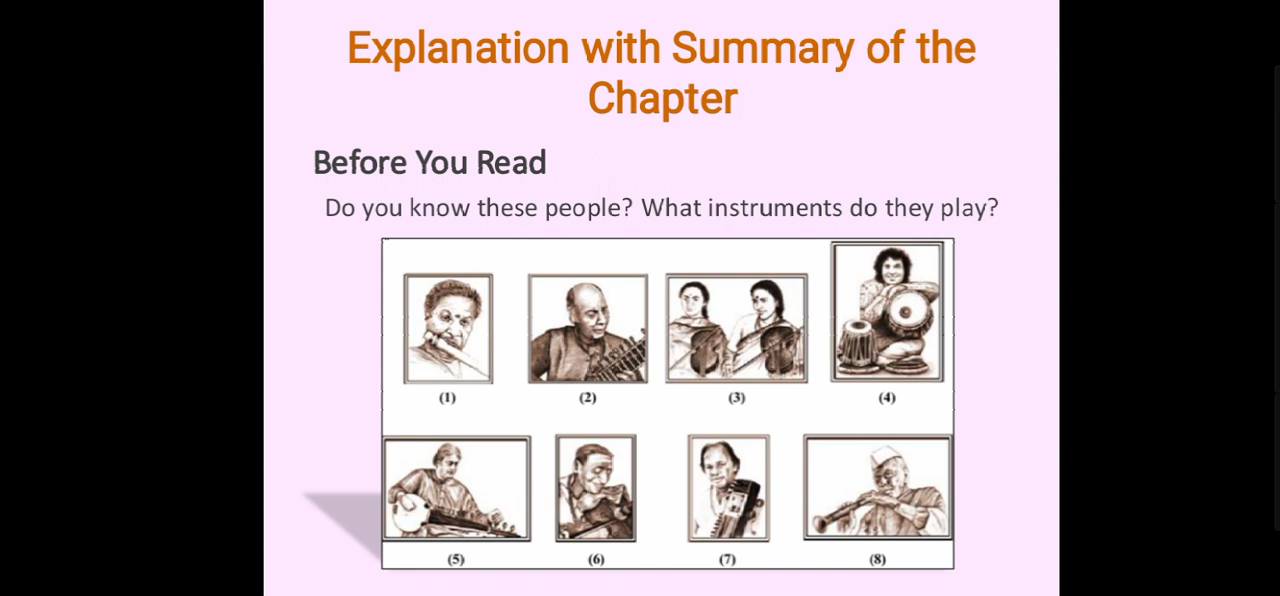 Explanation with Summary of the
Chapter
Before You Read
Do you know these people? What instruments do they play?
(1) (2) (3) (4)
(5) (6) (7) (8)